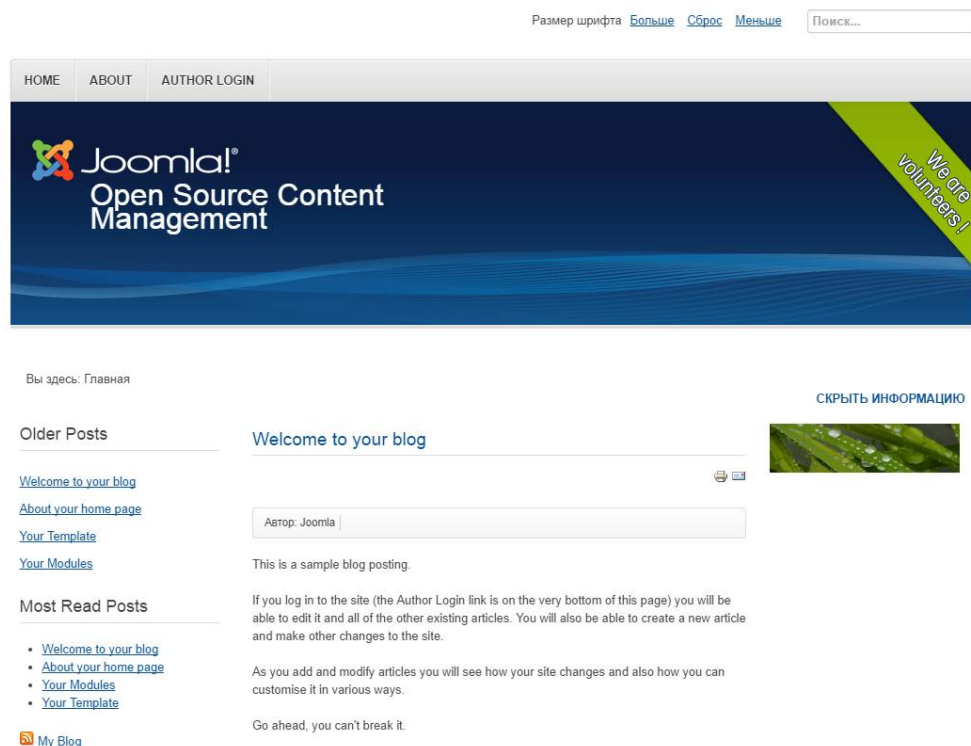 Размер шрифта Больше Сброс Меньше Поиск...
HOME ABOUT AUTHOR LOGIN
Joomla!®
Open Source Content
Management
We are
volunteers !
Вы здесь: Главная
СКРЫТЬ ИНФОРМАЦИЮ
Older Posts
Welcome to your blog
About your home page
Your Template
Your Modules
Most Read Posts
Welcome to your blog
About your home page
Your Modules
Your Template
My Blog
Welcome to your blog
Автор: Joomla
This is a sample blog posting.
If you log in to the site (the Author Login link is on the very bottom of this page) you will be
able to edit it and all of the other existing articles. You will also be able to create a new article
and make other changes to the site.
As you add and modify articles you will see how your site changes and also how you can
customise it in various ways.
Go ahead, you can't break it.